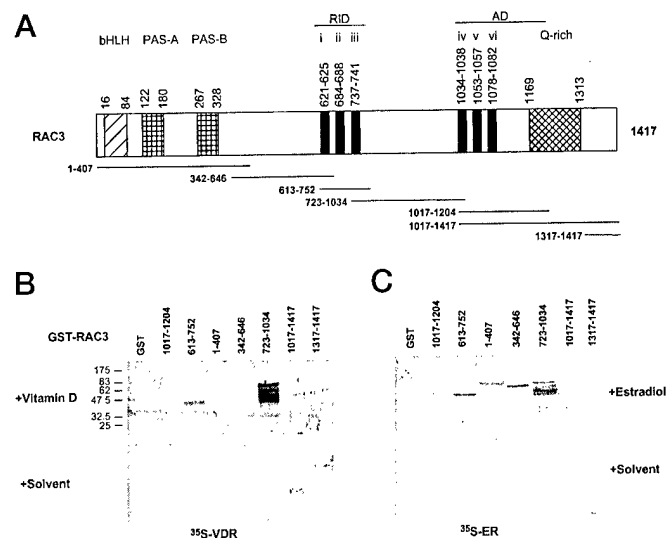 A
RID
AD
bHLH PAS-A PAS-B i ii iii iv v vi Q-rich
16 84 122 180 267 328 621-625 684-688 737-741 1034-1038 1053-1057 1078-1082 1169 1313
RAC3 1417
1-407
342-646
613-752
723-1034
1017-1204
1017-1417
1317-1417
B
GST-RAC3
GST 1017-1204 613-752 1-407 342-646 723-1034 1017-1417 1317-1417
+Vitamin D
175
83
62
47 5
32.5
25
+Solvent
35S-VDR
C
GST 1017-1204 613-752 1-407 342-646 723-1034 1017-1417 1317-1417
+Estradiol
+Solvent
35S-ER